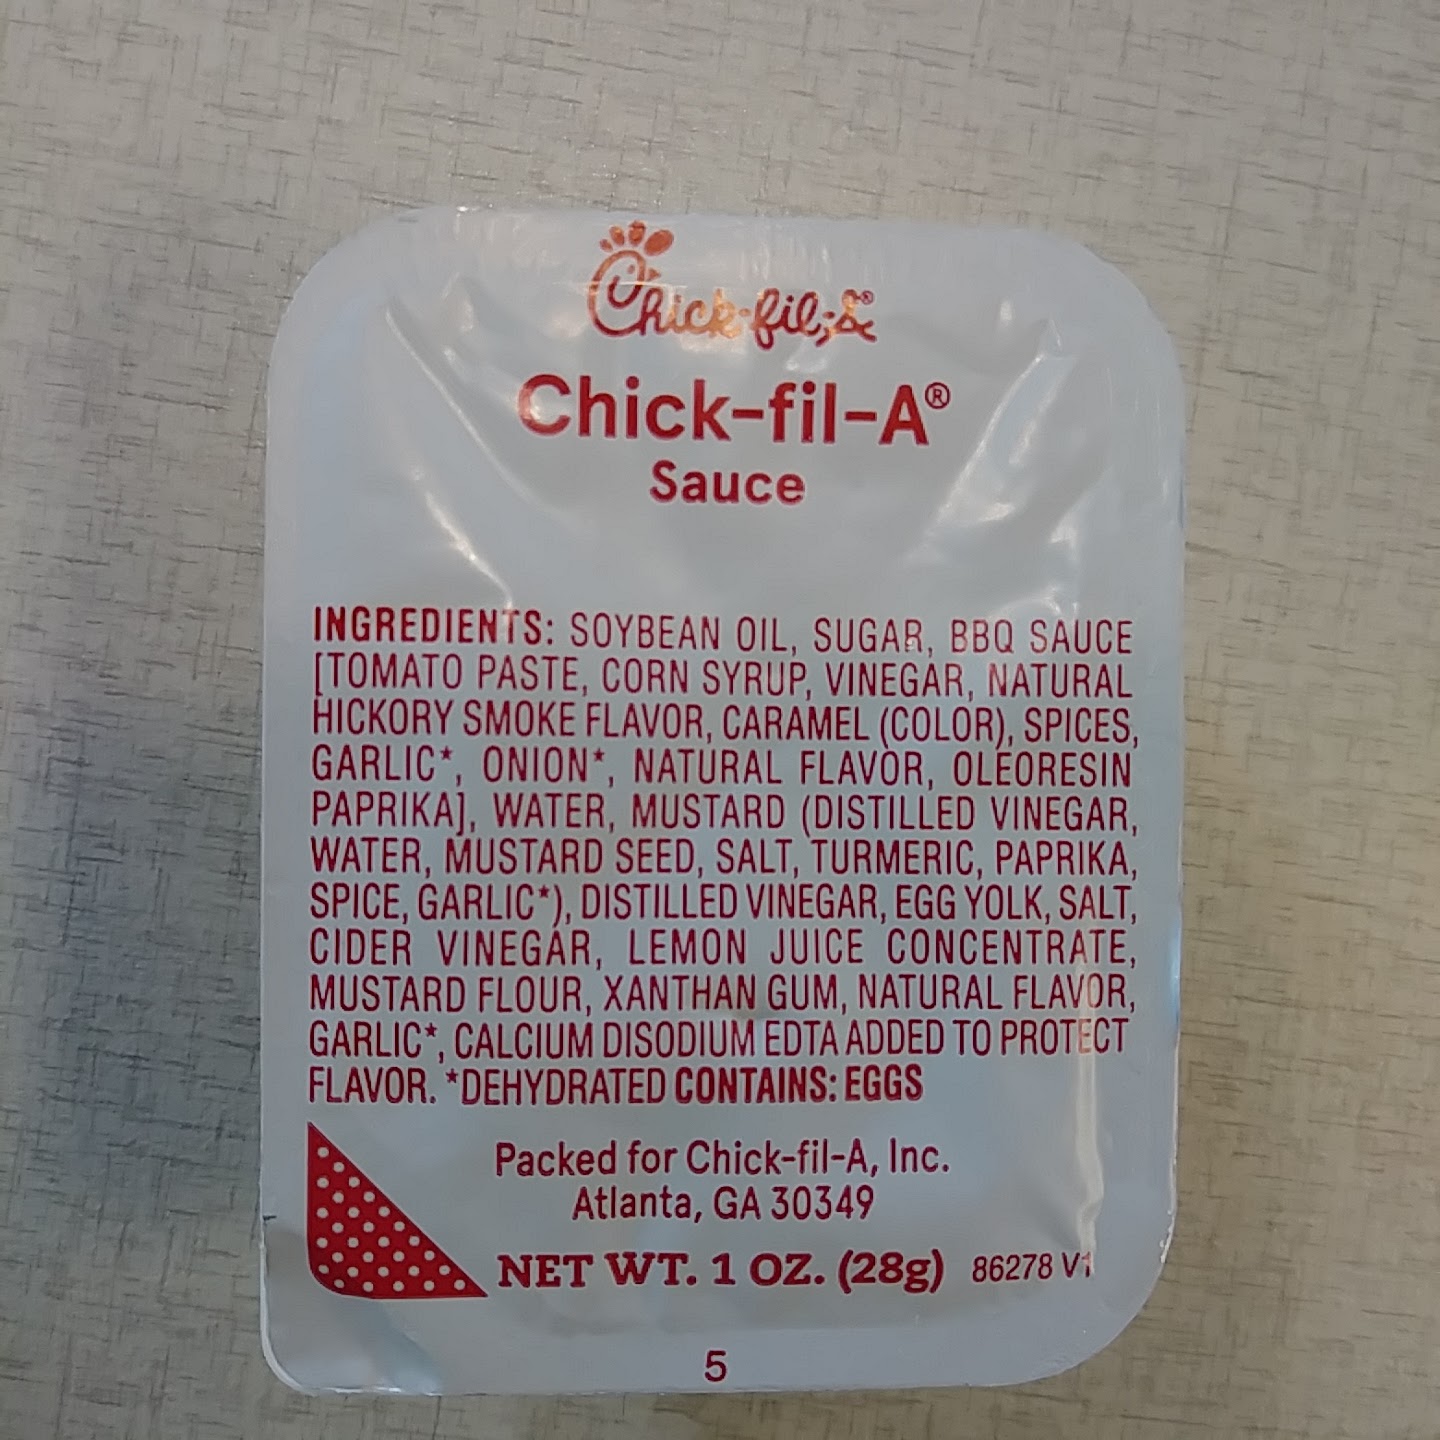 Chick-fil-A®
Chick-fil-A®
Sauce
INGREDIENTS: SOYBEAN OIL, SUGAR, BBQ SAUCE
[TOMATO PASTE, CORN SYRUP, VINEGAR, NATURAL
HICKORY SMOKE FLAVOR, CARAMEL (COLOR), SPICES,
GARLIC*, ONION*, NATURAL FLAVOR, OLEORESIN
PAPRIKA], WATER, MUSTARD (DISTILLED VINEGAR,
WATER, MUSTARD SEED, SALT, TURMERIC, PAPRIKA,
SPICE, GARLIC*), DISTILLED VINEGAR, EGG YOLK, SALT,
CIDER VINEGAR, LEMON JUICE CONCENTRATE,
MUSTARD FLOUR, XANTHAN GUM, NATURAL FLAVOR,
GARLIC*, CALCIUM DISODIUM EDTA ADDED TO PROTECT
FLAVOR. *DEHYDRATED CONTAINS: EGGS
Packed for Chick-fil-A, Inc.
Atlanta, GA 30349
NET WT. 1 OZ. (28g) 86278 V1
5